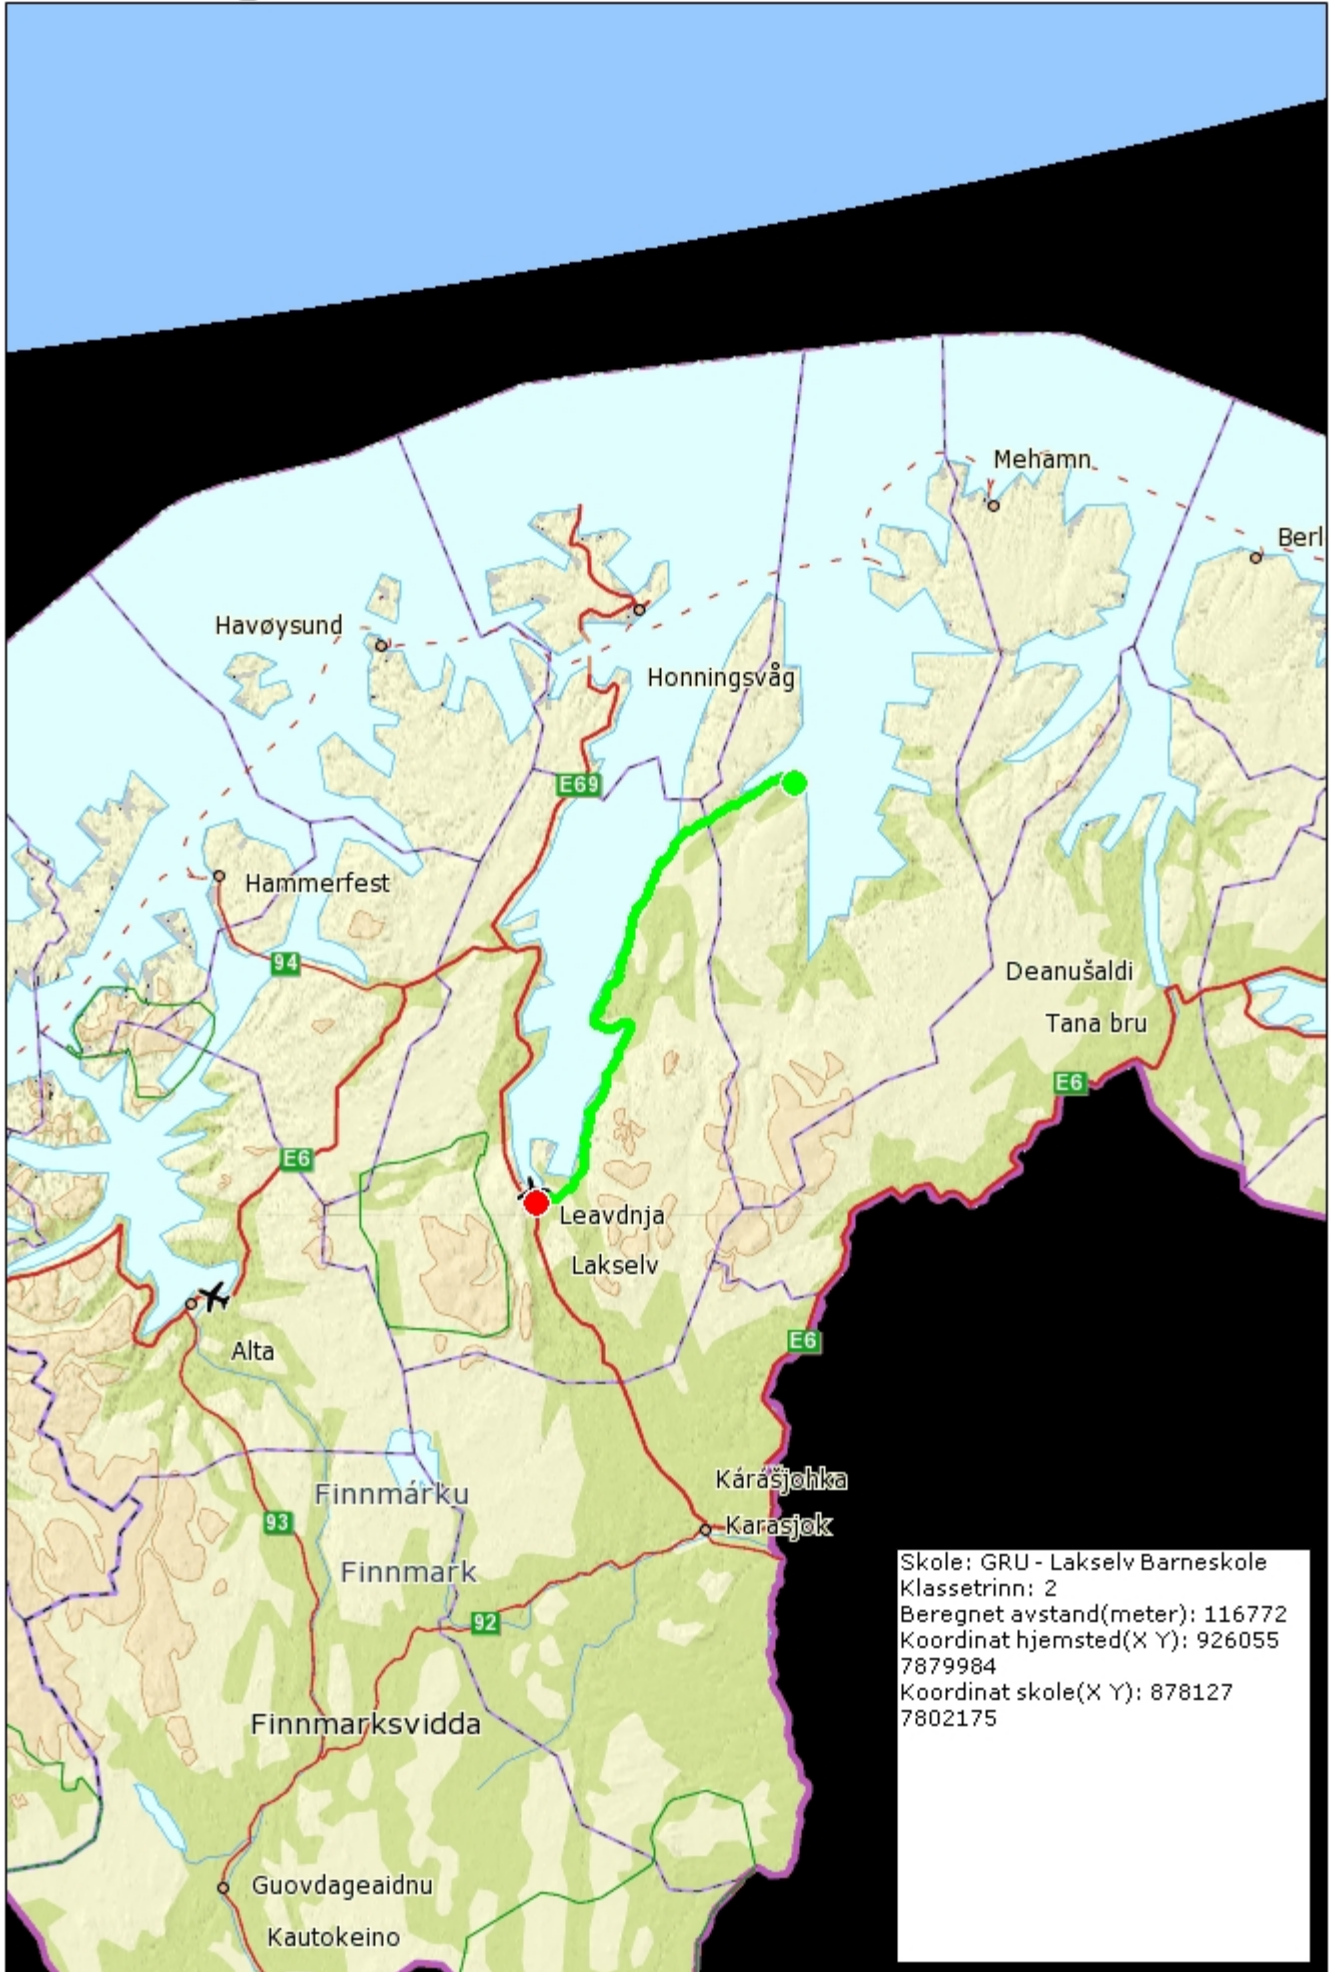 Mehamn
Berl
Havøysund
Honningsvåg
E69
Hammerfest
94
Deanušaldi
Tana bru
E6
E6
Leavdnja
Lakselv
E6
Alta
Kárášjohka
Finnmárku
93
Karasjok
Finnmark
92
Finnmarksvidda
Guovdageaidnu
Kautokeino
Skole: GRU - Lakselv Barneskole
Klassetrinn: 2
Beregnet avstand(meter): 116772
Koordinat hjemsted(X Y): 926055
7879984
Koordinat skole(X Y): 878127
7802175